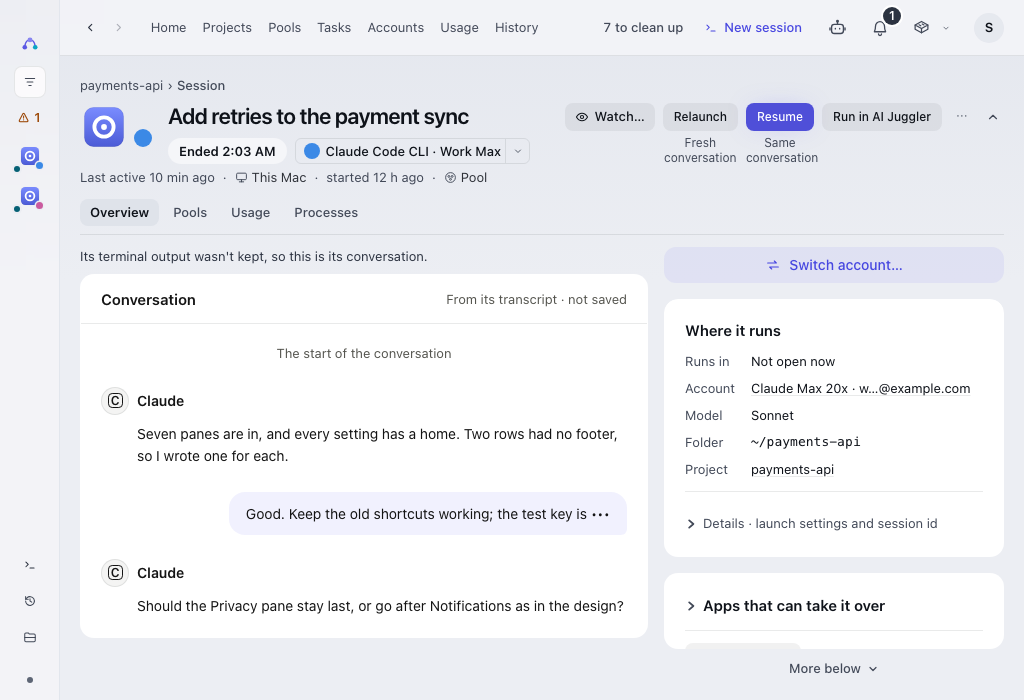 Home Projects Pools Tasks Accounts Usage History 7 to clean up New session 1 S
1
payments-api › Session
Add retries to the payment sync
Watch... Relaunch Resume Run in AI Juggler ···
Fresh conversation
Same conversation
Ended 2:03 AM Claude Code CLI · Work Max
Last active 10 min ago · This Mac · started 12 h ago · Pool
Overview Pools Usage Processes
Its terminal output wasn't kept, so this is its conversation.
Conversation From its transcript · not saved
The start of the conversation
C Claude
Seven panes are in, and every setting has a home. Two rows had no footer,
so I wrote one for each.
Good. Keep the old shortcuts working; the test key is •••
C Claude
Should the Privacy pane stay last, or go after Notifications as in the design?
Switch account...
Where it runs
Runs in Not open now
Account Claude Max 20x · w...@example.com
Model Sonnet
Folder ~/payments-api
Project payments-api
Details · launch settings and session id
Apps that can take it over
More below